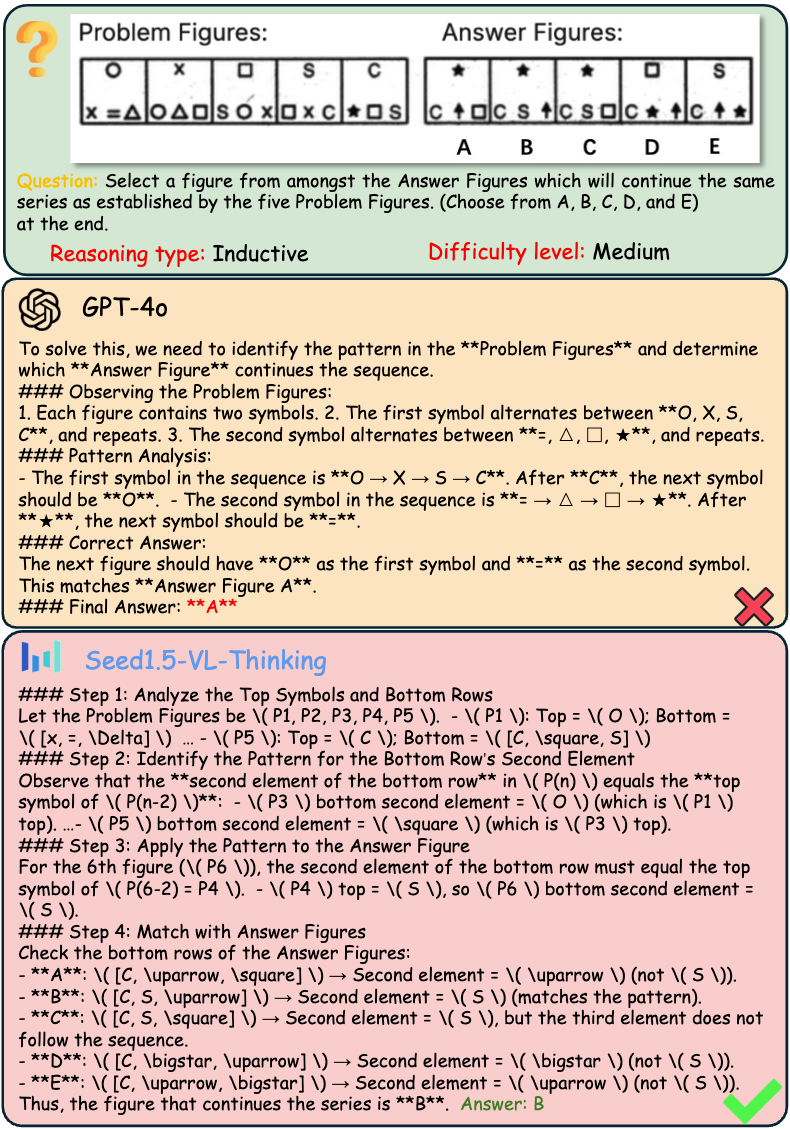 Problem Figures: Answer Figures:
O X □ S C ★ ★ ★ □ S
X = △ O △ □ S O X □ X C ★ □ S C ↑ □ C S ↑ C S □ C ★ ↑ C ↑ ★
A B C D E
Question: Select a figure from amongst the Answer Figures which will continue the same
series as established by the five Problem Figures. (Choose from A, B, C, D, and E)
at the end.
Reasoning type: Inductive Difficulty level: Medium
GPT-4o
To solve this, we need to identify the pattern in the **Problem Figures** and determine
which **Answer Figure** continues the sequence.
### Observing the Problem Figures:
1. Each figure contains two symbols. 2. The first symbol alternates between **O, X, S,
C**, and repeats. 3. The second symbol alternates between **=, △, □, ★**, and repeats.
### Pattern Analysis:
- The first symbol in the sequence is **O → X → S → C**. After **C**, the next symbol
should be **O**. - The second symbol in the sequence is **= → △ → □ → ★**. After
**★**, the next symbol should be **=**.
### Correct Answer:
The next figure should have **O** as the first symbol and **=** as the second symbol.
This matches **Answer Figure A**.
### Final Answer: **A**
Seed1.5-VL-Thinking
### Step 1: Analyze the Top Symbols and Bottom Rows
Let the Problem Figures be \( P1, P2, P3, P4, P5 \). - \( P1 \): Top = \( O \); Bottom =
\( [x, =, \Delta] \) … - \( P5 \): Top = \( C \); Bottom = \( [C, \square, S] \)
### Step 2: Identify the Pattern for the Bottom Row's Second Element
Observe that the **second element of the bottom row** in \( P(n) \) equals the **top
symbol of \( P(n-2) \)**: - \( P3 \) bottom second element = \( O \) (which is \( P1 \)
top). …- \( P5 \) bottom second element = \( \square \) (which is \( P3 \) top).
### Step 3: Apply the Pattern to the Answer Figure
For the 6th figure (\( P6 \)), the second element of the bottom row must equal the top
symbol of \( P(6-2) = P4 \). - \( P4 \) top = \( S \), so \( P6 \) bottom second element =
\( S \).
### Step 4: Match with Answer Figures
Check the bottom rows of the Answer Figures:
- **A**: \( [C, \uparrow, \square] \) → Second element = \( \uparrow \) (not \( S \)).
- **B**: \( [C, S, \uparrow] \) → Second element = \( S \) (matches the pattern).
- **C**: \( [C, S, \square] \) → Second element = \( S \), but the third element does not
follow the sequence.
- **D**: \( [C, \bigstar, \uparrow] \) → Second element = \( \bigstar \) (not \( S \)).
- **E**: \( [C, \uparrow, \bigstar] \) → Second element = \( \uparrow \) (not \( S \)).
Thus, the figure that continues the series is **B**. Answer: B